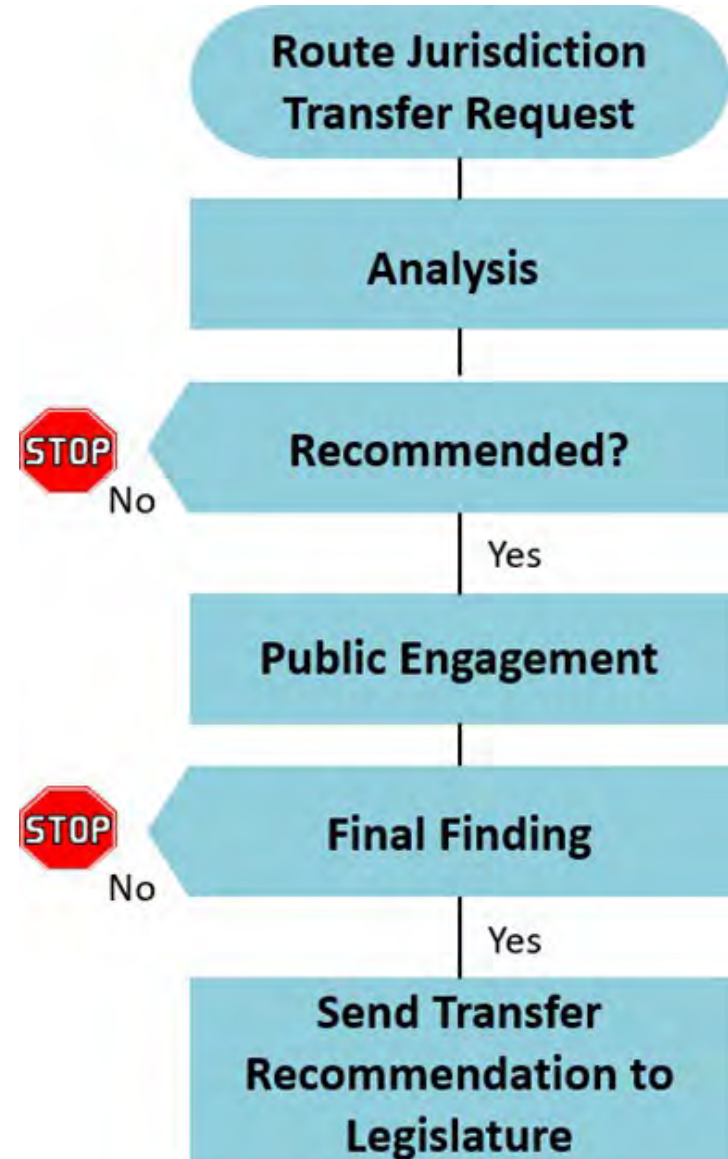 Route Jurisdiction
Transfer Request
Analysis
Recommended?
STOP
No
Yes
Public Engagement
Final Finding
STOP
No
Yes
Send Transfer
Recommendation to
Legislature